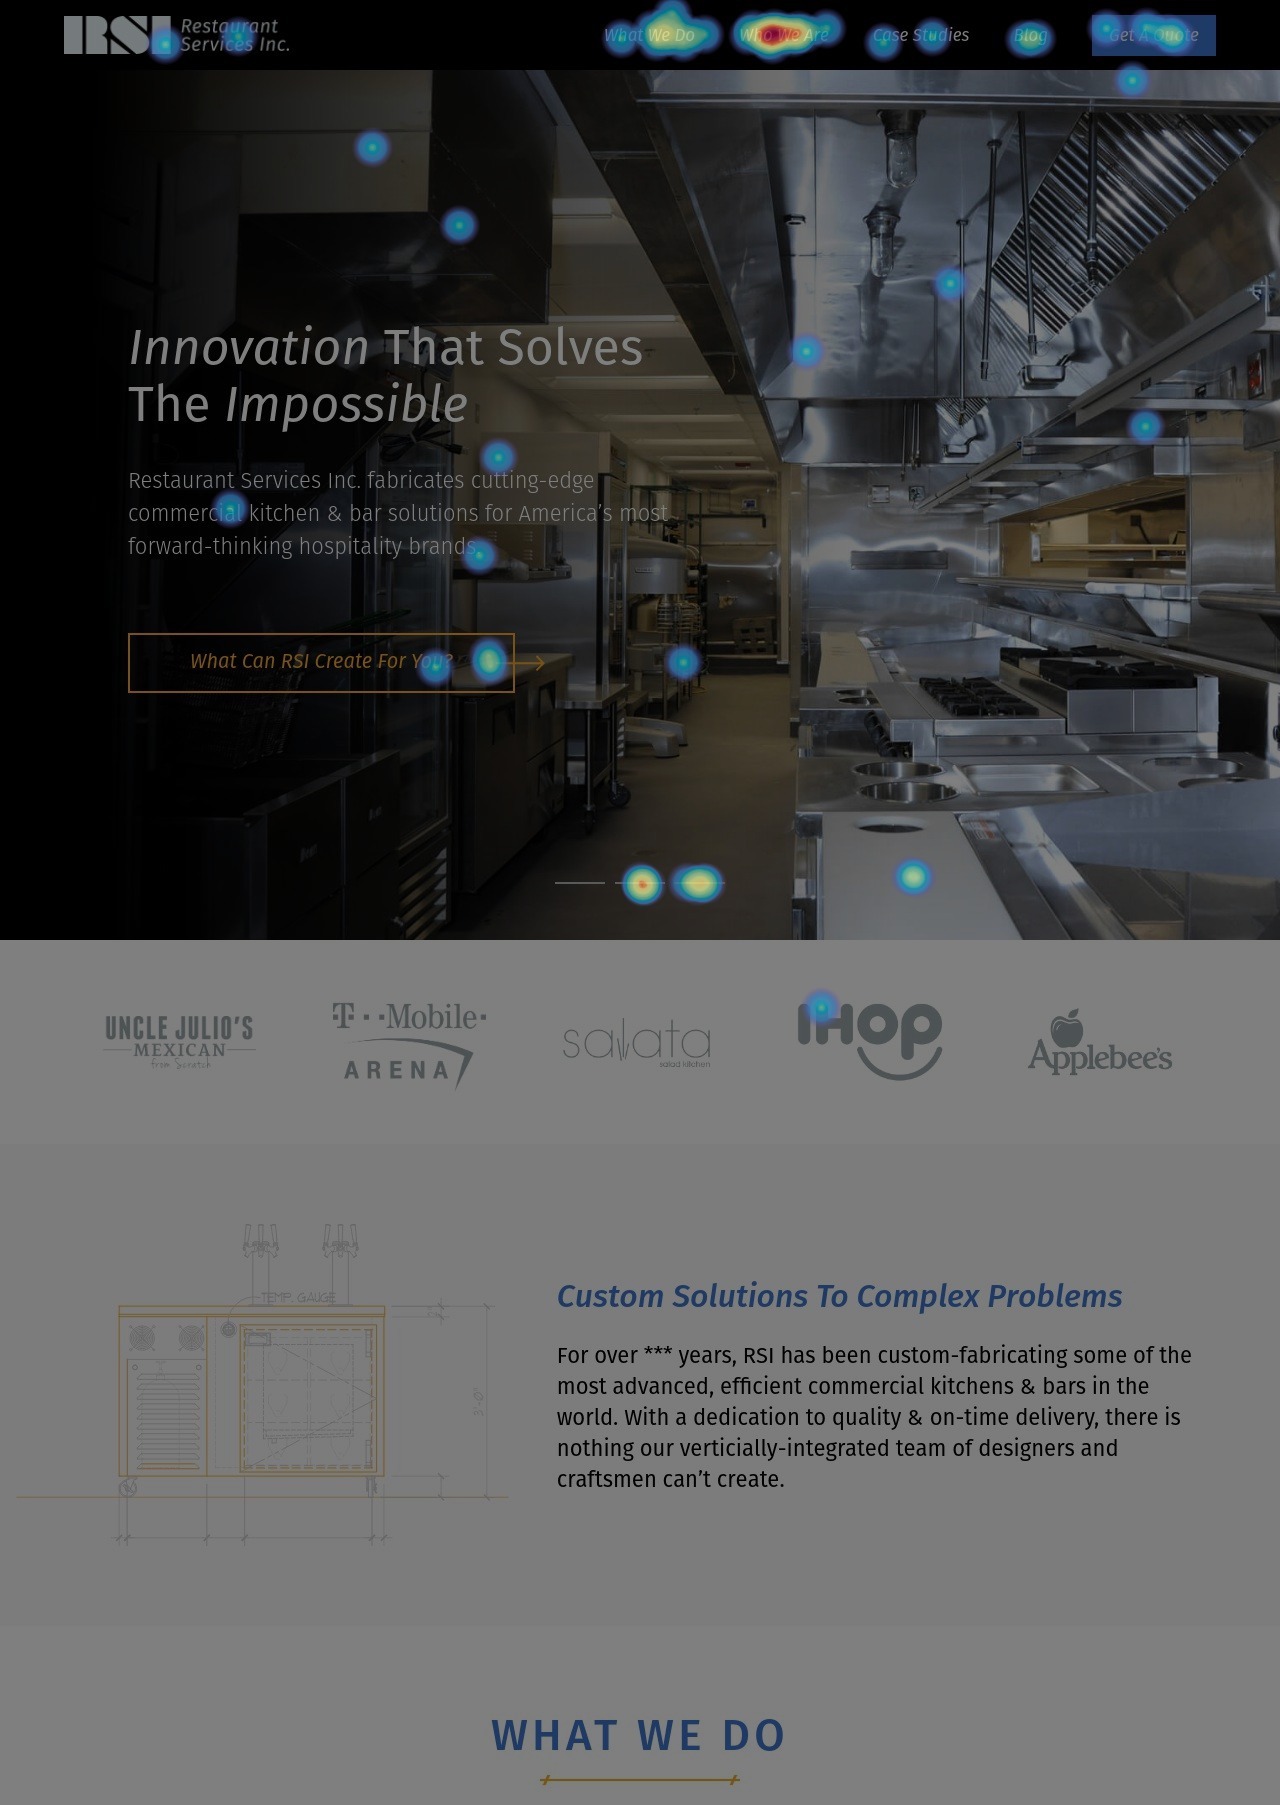 RSI Restaurant
Services Inc.
What We Do
Who We Are
Case Studies
Blog
Get A Quote
Innovation That Solves
The Impossible
Restaurant Services Inc. fabricates cutting-edge
commercial kitchen & bar solutions for America's most
forward-thinking hospitality brands.
What Can RSI Create For You?
UNCLE JULIO'S
MEXICAN
from Scratch
T··Mobile·
ARENA
salata
salad kitchen
IHOP
Applebee's
TEMP. GAUGE
3'-0"
Custom Solutions To Complex Problems
For over *** years, RSI has been custom-fabricating some of the
most advanced, efficient commercial kitchens & bars in the
world. With a dedication to quality & on-time delivery, there is
nothing our verticially-integrated team of designers and
craftsmen can't create.
WHAT WE DO